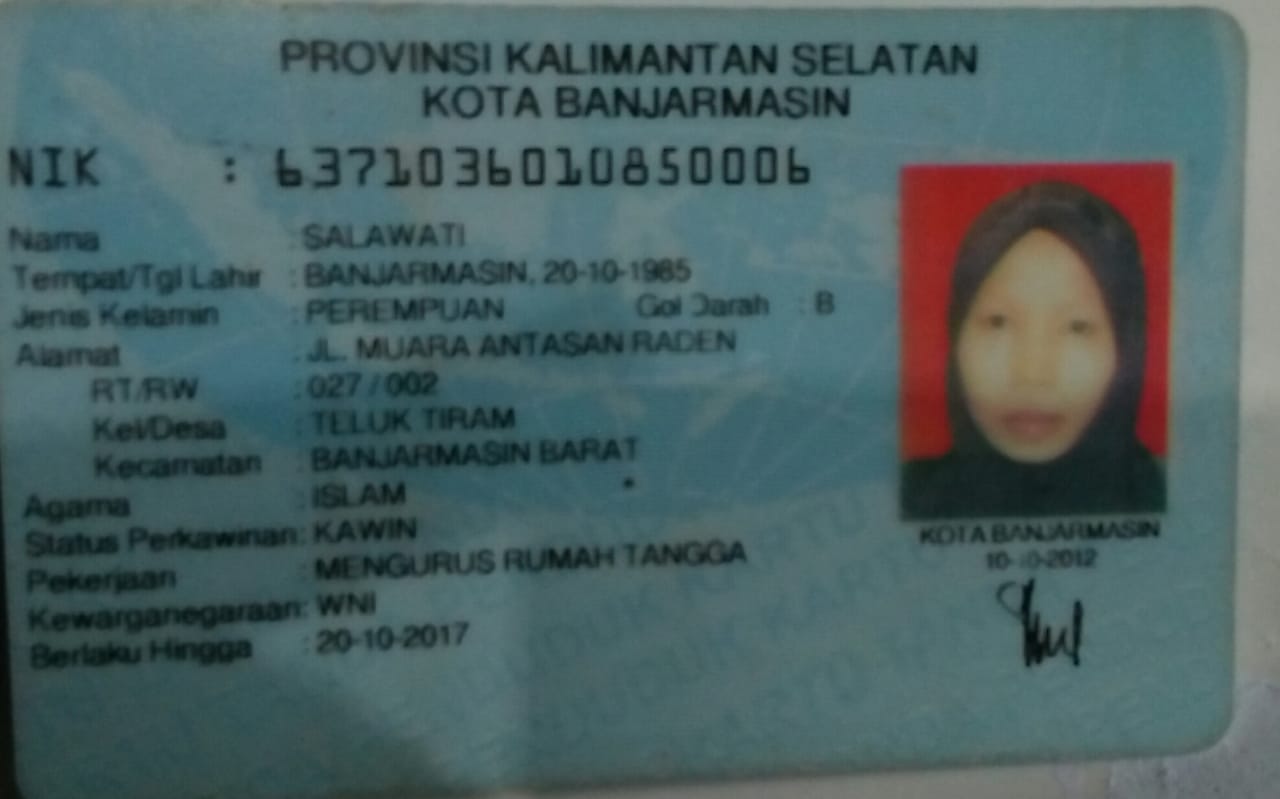 PROVINSI KALIMANTAN SELATAN
KOTA BANJARMASIN
NIK : 6371036010850006
Nama : SALAWATI
Tempat/Tgl Lahir : BANJARMASIN, 20-10-1985
Jenis Kelamin : PEREMPUAN Gol Darah : B
Alamat : JL. MUARA ANTASAN RADEN
RT/RW : 027 / 002
Kel/Desa : TELUK TIRAM
Kecamatan : BANJARMASIN BARAT
Agama : ISLAM
Status Perkawinan: KAWIN
Pekerjaan : MENGURUS RUMAH TANGGA
Kewarganegaraan: WNI
Berlaku Hingga : 20-10-2017
KOTA BANJARMASIN
10-10-2012